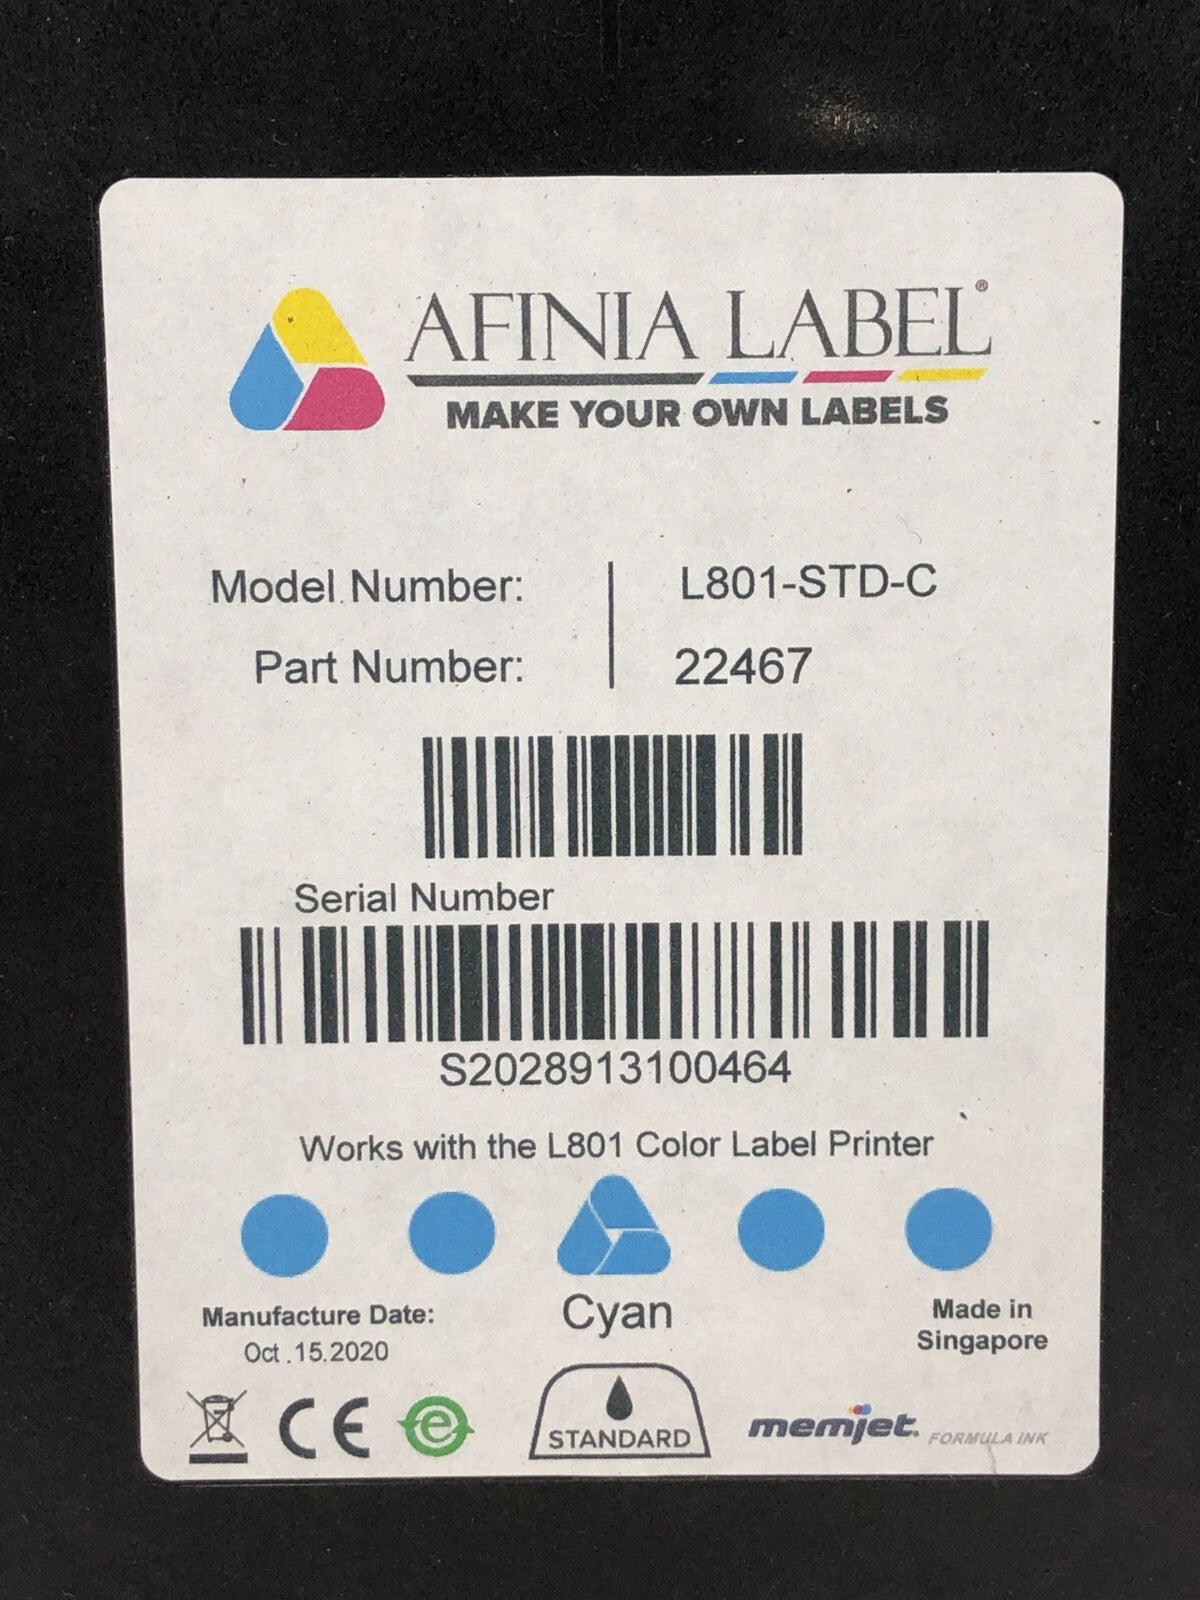 AFINIA LABEL®
MAKE YOUR OWN LABELS
Model Number: L801-STD-C
Part Number: 22467
Serial Number
S2028913100464
Works with the L801 Color Label Printer
Cyan
Manufacture Date:
Oct .15.2020
Made in
Singapore
CE
e
STANDARD
memjet.
FORMULA INK